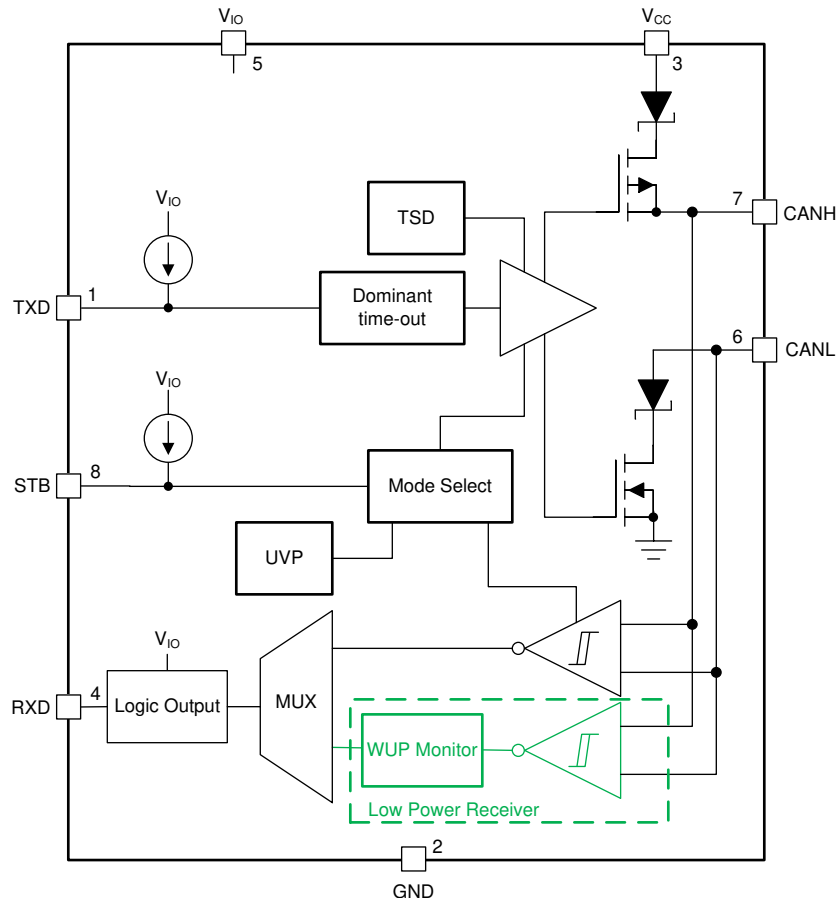 VIO
VCC
5
3
VIO
TSD
7
CANH
TXD
1
Dominant
time-out
6
CANL
VIO
STB
8
Mode Select
UVP
VIO
RXD
4
Logic Output
MUX
WUP Monitor
Low Power Receiver
2
GND